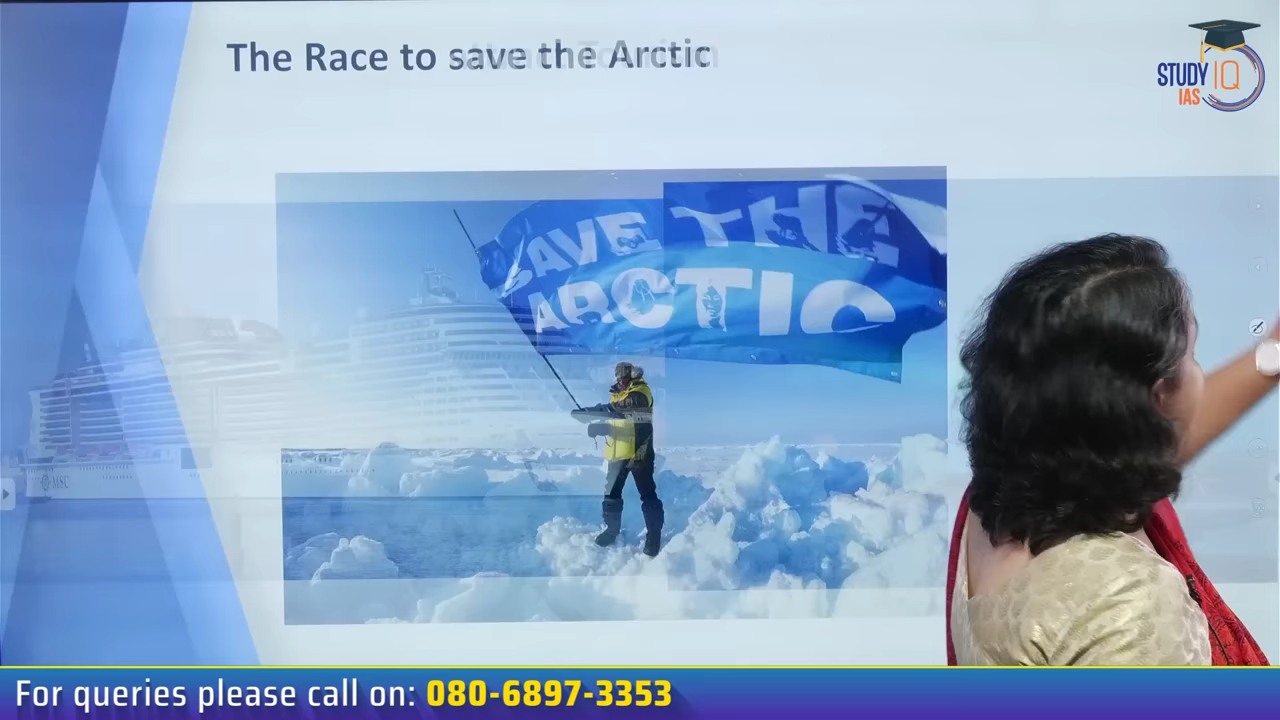 The Race to save the Arctic
STUDY IQ
IAS
SAVE THE
ARCTIC
MSC
For queries please call on: 080-6897-3353